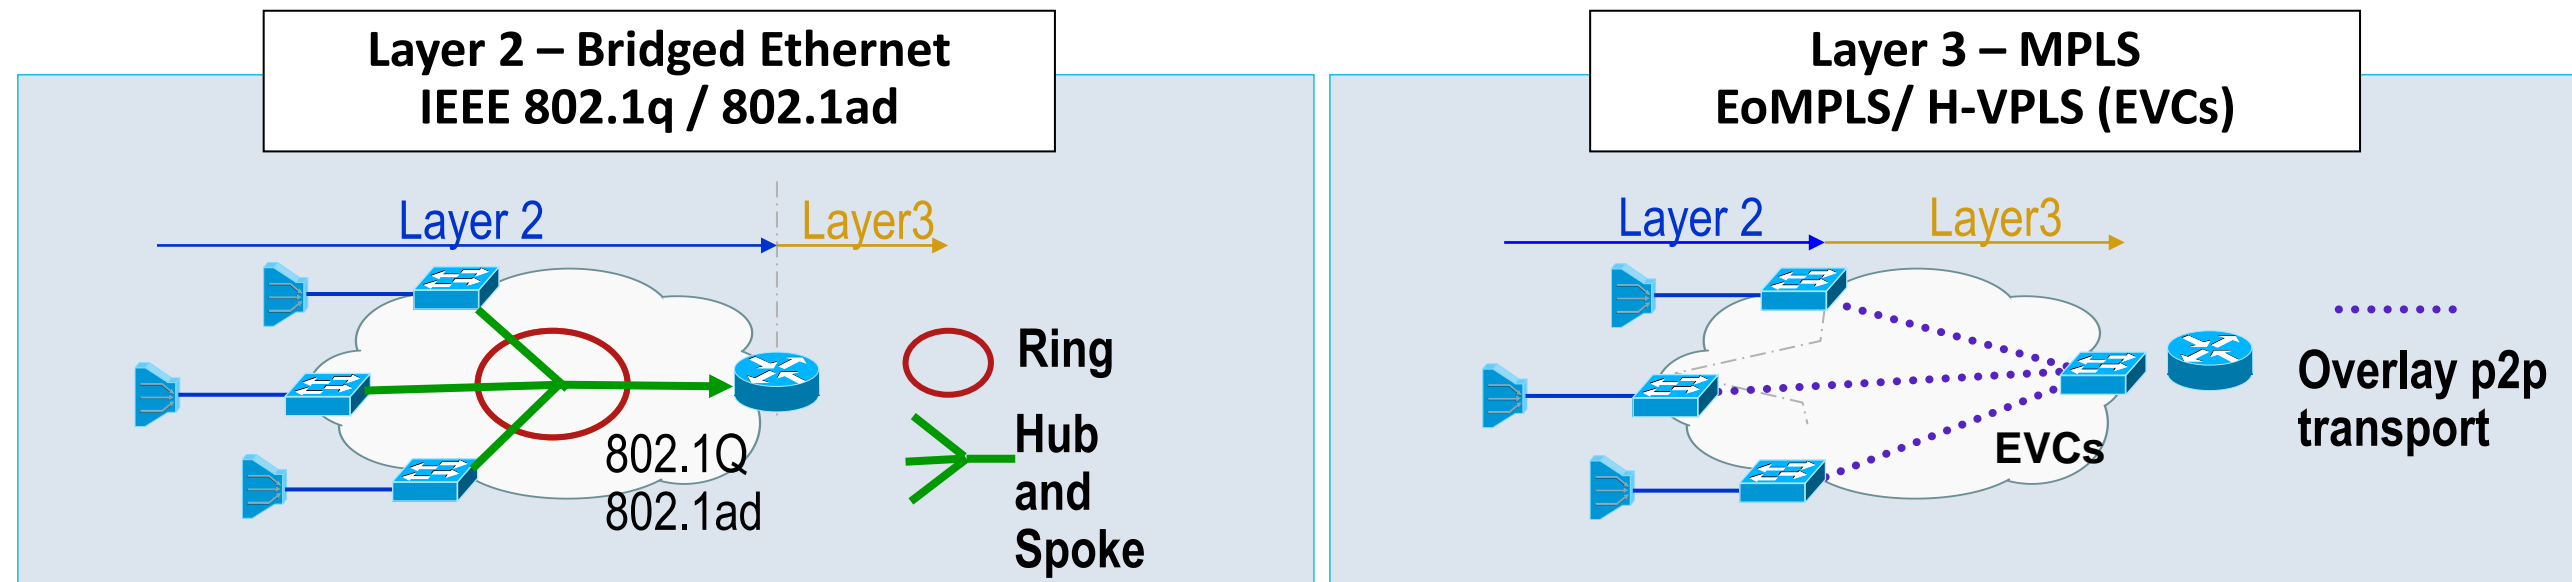 Layer 2 – Bridged Ethernet
IEEE 802.1q / 802.1ad
Layer 2
Layer3
802.1Q
802.1ad
Ring
Hub
and
Spoke
Layer 3 – MPLS
EoMPLS/ H-VPLS (EVCs)
Layer 2
Layer3
EVCs
Overlay p2p
transport